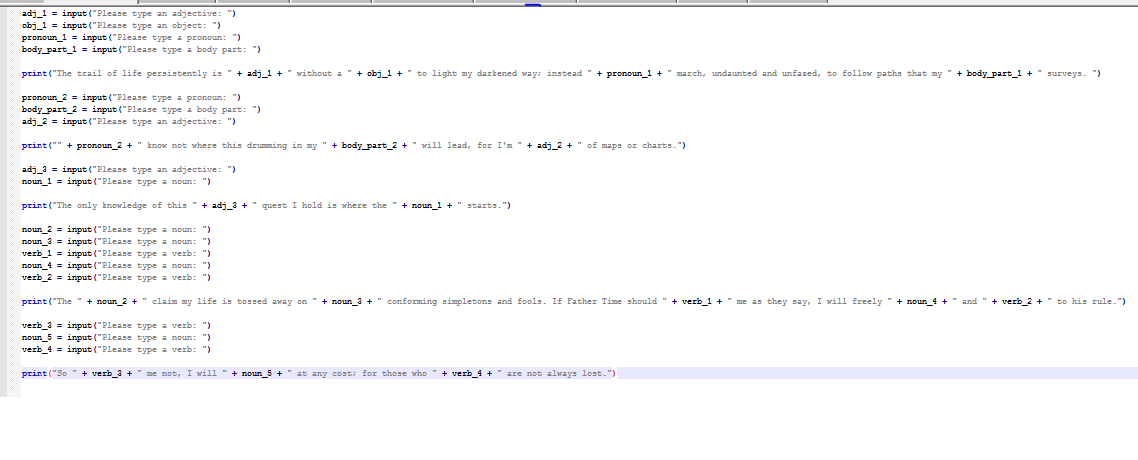 adj_1 = input("Please type an adjective: ")
obj_1 = input("Please type an object: ")
pronoun_1 = input("Please type a pronoun: ")
body_part_1 = input("Please type a body part: ")
print("The trail of life persistently is " + adj_1 + " without a " + obj_1 + " to light my darkened way; instead " + pronoun_1 + " march, undaunted and unfased, to follow paths that my " + body_part_1 + " surveys. ")
pronoun_2 = input("Please type a pronoun: ")
body_part_2 = input("Please type a body part: ")
adj_2 = input("Please type an adjective: ")
print("" + pronoun_2 + " know not where this drumming in my " + body_part_2 + " will lead, for I'm " + adj_2 + " of maps or charts.")
adj_3 = input("Please type an adjective: ")
noun_1 = input("Please type a noun: ")
print("The only knowledge of this " + adj_3 + " quest I hold is where the " + noun_1 + " starts.")
noun_2 = input("Please type a noun: ")
noun_3 = input("Please type a noun: ")
verb_1 = input("Please type a verb: ")
noun_4 = input("Please type a noun: ")
verb_2 = input("Please type a verb: ")
print("The " + noun_2 + " claim my life is tossed away on " + noun_3 + " conforming simpletons and fools. If Father Time should " + verb_1 + " me as they say, I will freely " + noun_4 + " and " + verb_2 + " to his rule.")
verb_3 = input("Please type a verb: ")
noun_5 = input("Please type a noun: ")
verb_4 = input("Please type a verb: ")
print("So " + verb_3 + " me not, I will " + noun_5 + " at any cost; for those who " + verb_4 + " are not always lost.")